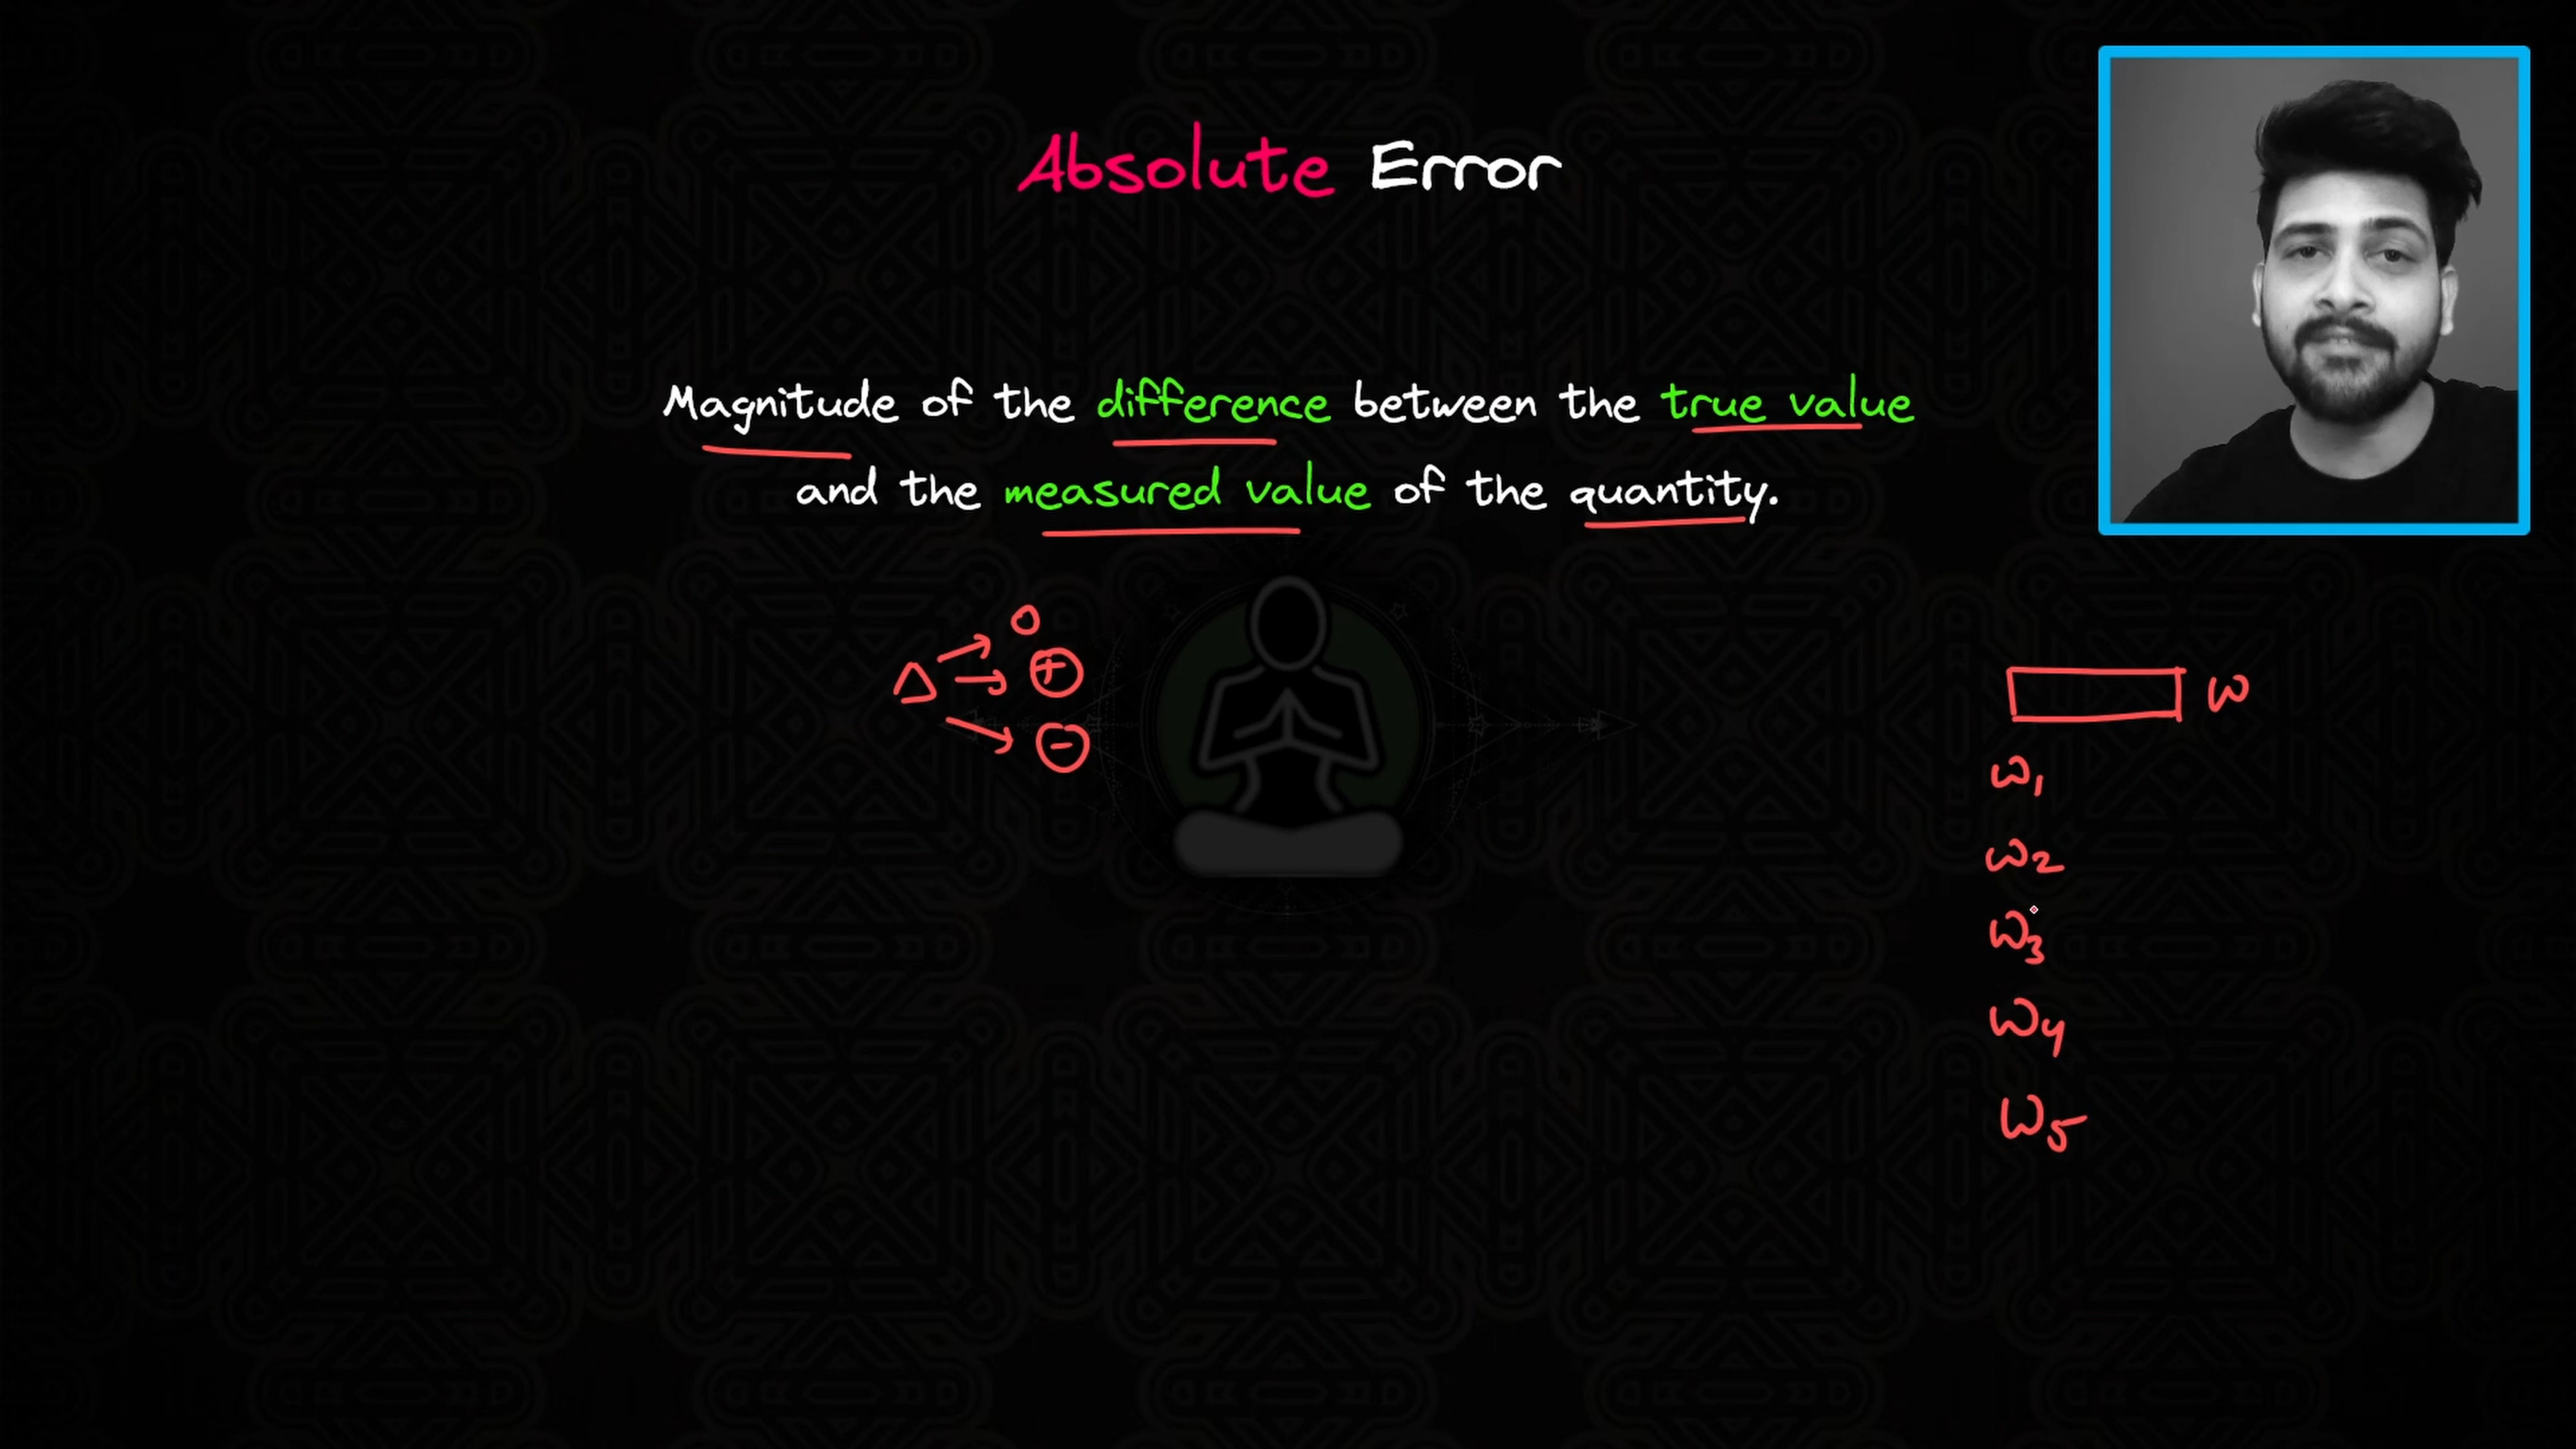 Absolute Error
Magnitude of the difference between the true value
and the measured value of the quantity.
0
Δ → +
−
w
w1
w2
w3
w4
w5